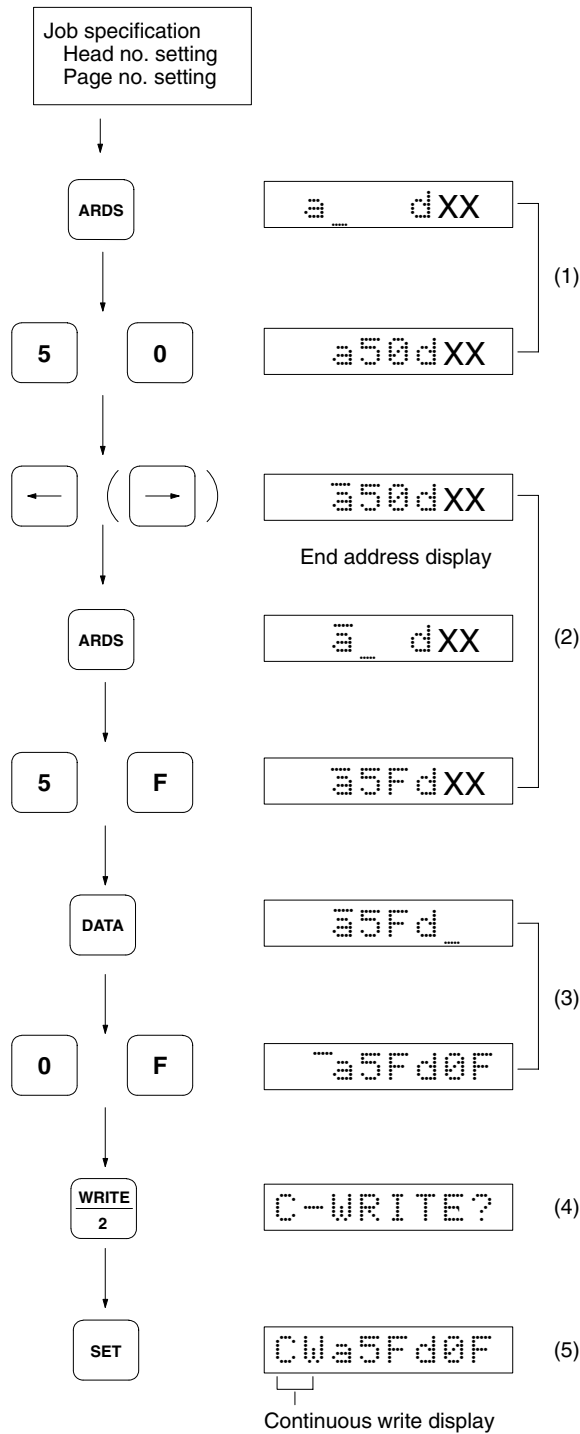 Job specification
Head no. setting
Page no. setting
ARDS
a_ dXX
(1)
5 0
a50dXX
← ( → )
a50dXX
End address display
ARDS
a_ dXX
(2)
5 F
a5FdXX
DATA
a5Fd_
(3)
0 F
¯a5Fd0F
WRITE
2
C-WRITE?
(4)
SET
CWa5Fd0F
(5)
Continuous write display